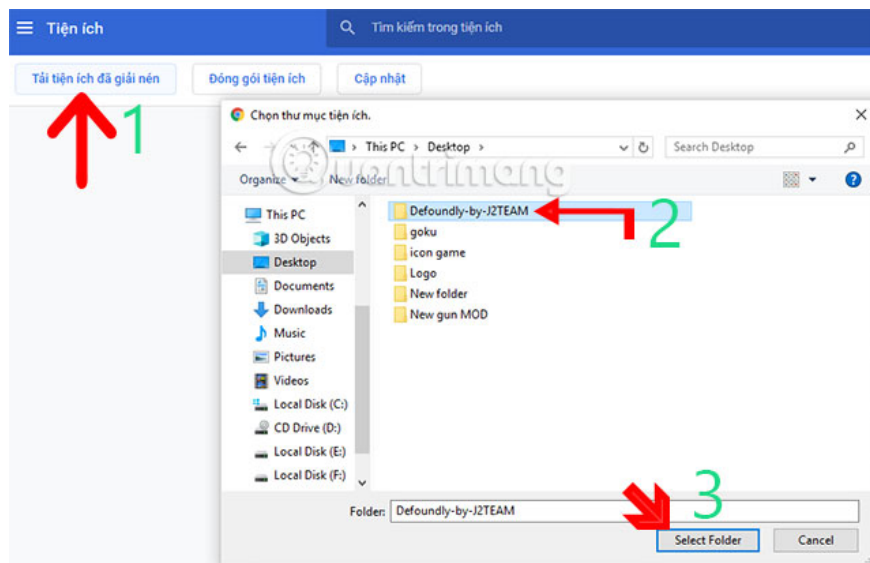 Tiện ích
Tìm kiếm trong tiện ích
Tải tiện ích đã giải nén
Đóng gói tiện ích
Cập nhật
1
Chọn thư mục tiện ích.
This PC > Desktop >
Search Desktop
Quantrimang
Organize
New folder
This PC
3D Objects
Desktop
Documents
Downloads
Music
Pictures
Videos
Local Disk (C:)
CD Drive (D:)
Local Disk (E:)
Local Disk (F:)
Defoundly-by-J2TEAM
2
goku
icon game
Logo
New folder
New gun MOD
3
Folder: Defoundly-by-J2TEAM
Select Folder
Cancel